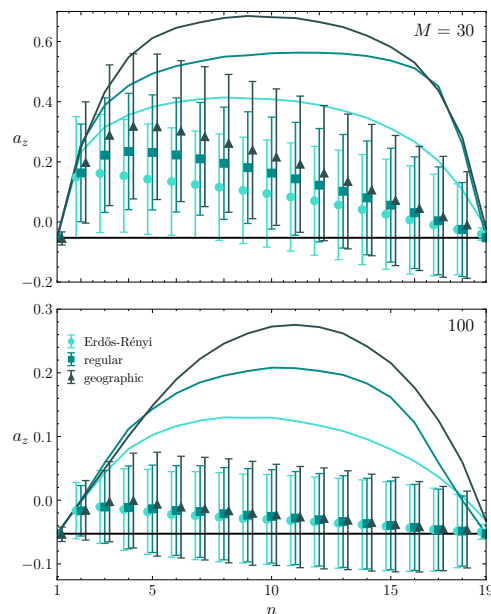 M = 30
0.6
0.4
a_z
0.2
0.0
−0.2
0.3
100
Erdős-Rényi
regular
geographic
0.2
a_z
0.1
0.0
−0.1
1 5 10 15 19
n